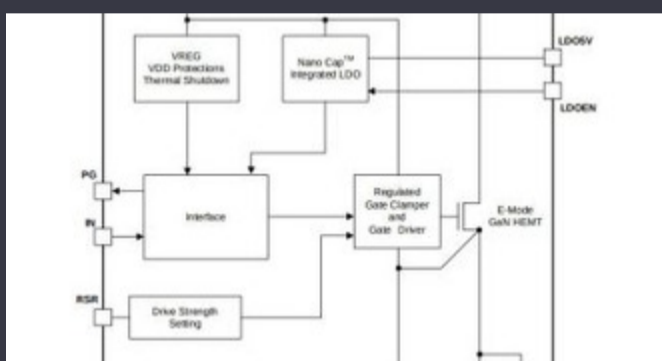 VREG
VDD Protections
Thermal Shutdown
Nano Cap™
Integrated LDO
LDO5V
LDOEN
PG
IN
Interface
Regulated
Gate Clamper
and
Gate Driver
E-Mode
GaN HEMT
RSR
Drive Strength
Setting